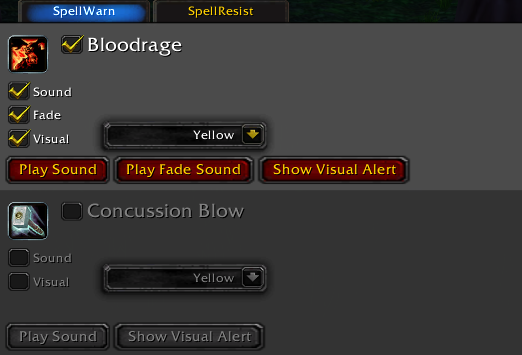 SpellWarn SpellResist
Bloodrage
Sound
Fade
Visual Yellow
Play Sound Play Fade Sound Show Visual Alert
Concussion Blow
Sound
Visual Yellow
Play Sound Show Visual Alert